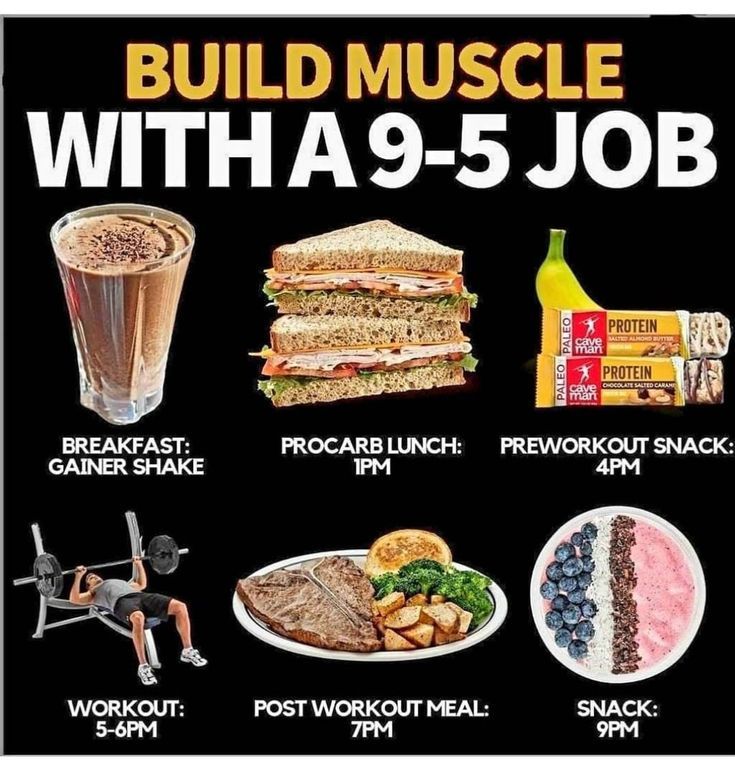 BUILD MUSCLE
WITH A 9-5 JOB
BREAKFAST:
GAINER SHAKE
PROCARB LUNCH:
1PM
PALEO
cave
man
PROTEIN
SALTED ALMOND BUTTER
PALEO
cave
man
PROTEIN
CHOCOLATE SALTED CARAMEL
PREWORKOUT SNACK:
4PM
WORKOUT:
5-6PM
POST WORKOUT MEAL:
7PM
SNACK:
9PM